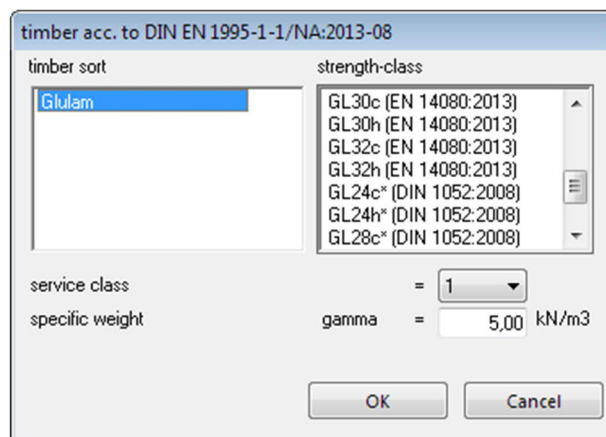 timber acc. to DIN EN 1995-1-1/NA:2013-08
timber sort
strength-class
Glulam
GL30c (EN 14080:2013)
GL30h (EN 14080:2013)
GL32c (EN 14080:2013)
GL32h (EN 14080:2013)
GL24c* (DIN 1052:2008)
GL24h* (DIN 1052:2008)
GL28c* (DIN 1052:2008)
service class = 1
specific weight gamma = 5,00 kN/m3
OK Cancel